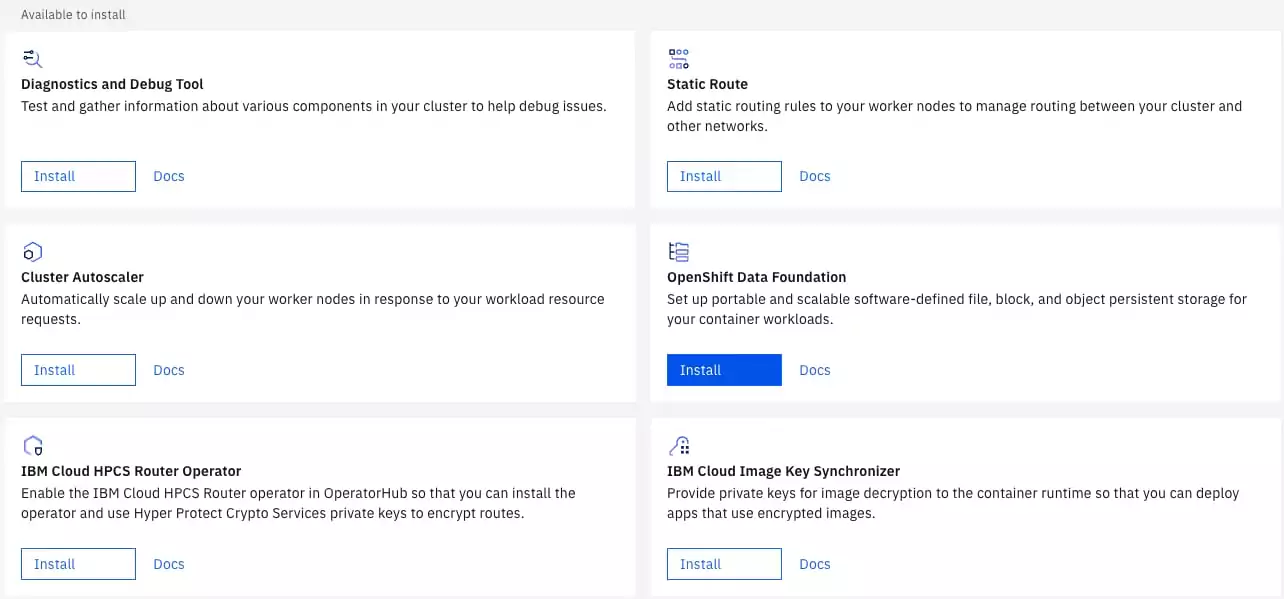 Available to install
Diagnostics and Debug Tool
Test and gather information about various components in your cluster to help debug issues.
Install Docs
Static Route
Add static routing rules to your worker nodes to manage routing between your cluster and
other networks.
Install Docs
Cluster Autoscaler
Automatically scale up and down your worker nodes in response to your workload resource
requests.
Install Docs
OpenShift Data Foundation
Set up portable and scalable software-defined file, block, and object persistent storage for
your container workloads.
Install Docs
IBM Cloud HPCS Router Operator
Enable the IBM Cloud HPCS Router operator in OperatorHub so that you can install the
operator and use Hyper Protect Crypto Services private keys to encrypt routes.
Install Docs
IBM Cloud Image Key Synchronizer
Provide private keys for image decryption to the container runtime so that you can deploy
apps that use encrypted images.
Install Docs